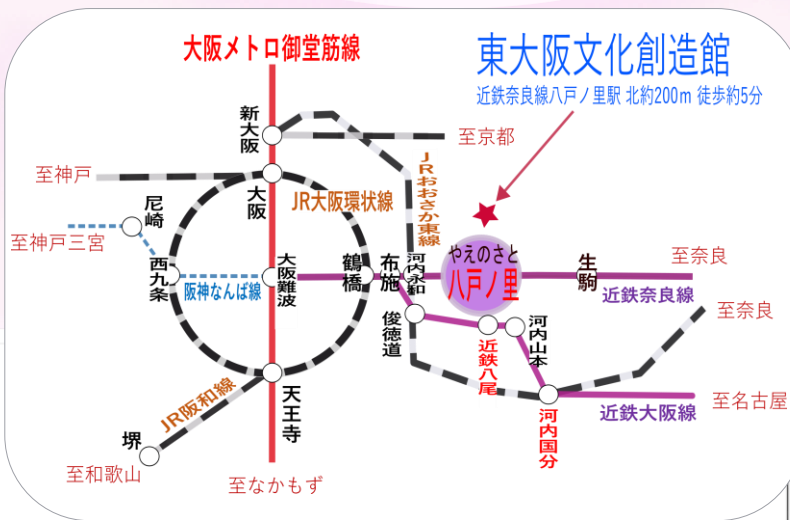 大阪メトロ御堂筋線
東大阪文化創造館
近鉄奈良線八戸ノ里駅 北約200m 徒歩約5分
新大阪
至京都
至神戸
大阪
JRおおさか東線
尼崎
JR大阪環状線
至神戸三宮
やえのさと
八戸ノ里
至奈良
西九条
阪神なんば線
大阪難波
鶴橋
布施
河内永和
生駒
近鉄奈良線
俊徳道
近鉄八尾
河内山本
至奈良
JR阪和線
天王寺
河内国分
近鉄大阪線
至名古屋
堺
至和歌山
至なかもず